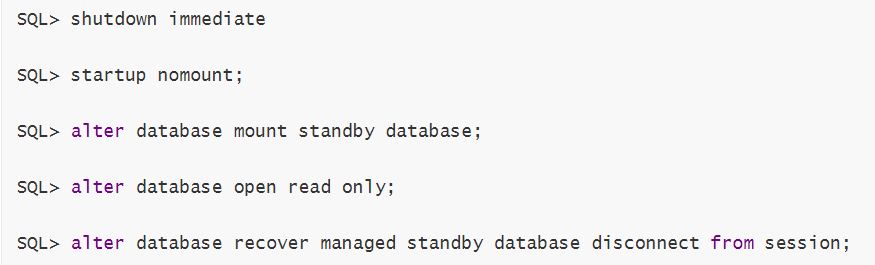 SQL> shutdown immediate
SQL> startup nomount;
SQL> alter database mount standby database;
SQL> alter database open read only;
SQL> alter database recover managed standby database disconnect from session;